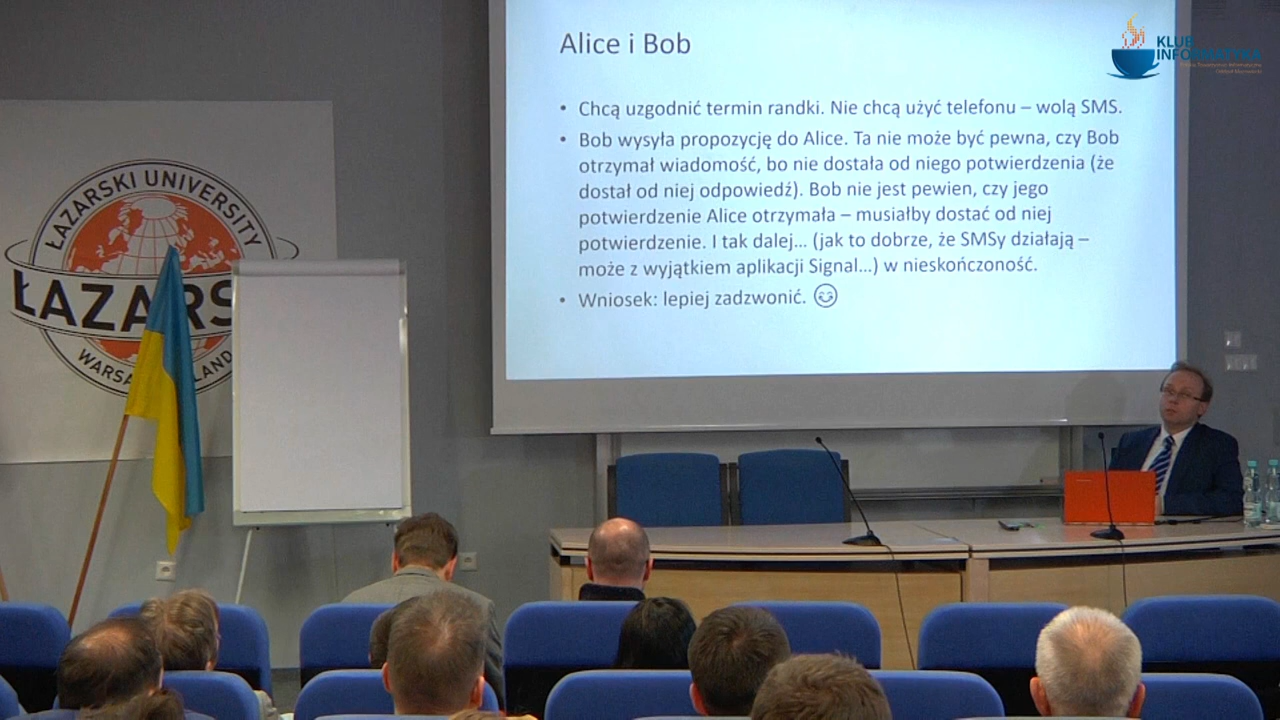 Alice i Bob
• Chcą uzgodnić termin randki. Nie chcą użyć telefonu – wolą SMS.
• Bob wysyła propozycję do Alice. Ta nie może być pewna, czy Bob
otrzymał wiadomość, bo nie dostała od niego potwierdzenia (że
dostał od niej odpowiedź). Bob nie jest pewien, czy jego
potwierdzenie Alice otrzymała – musiałby dostać od niej
potwierdzenie. I tak dalej... (jak to dobrze, że SMSy działają –
może z wyjątkiem aplikacji Signal...) w nieskończoność.
• Wniosek: lepiej zadzwonić. 😊
KLUB
INFORMATYKA
ŁAZARSKI UNIVERSITY
ŁAZARS
WARSA LAND